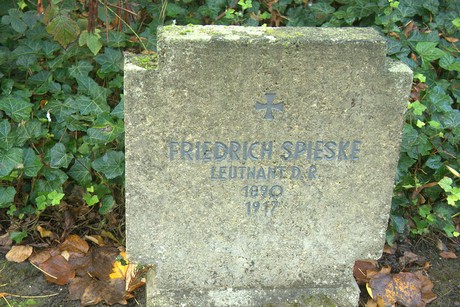 FRIEDRICH SPIESKE
LEUTNANT D. R.
1890
1917